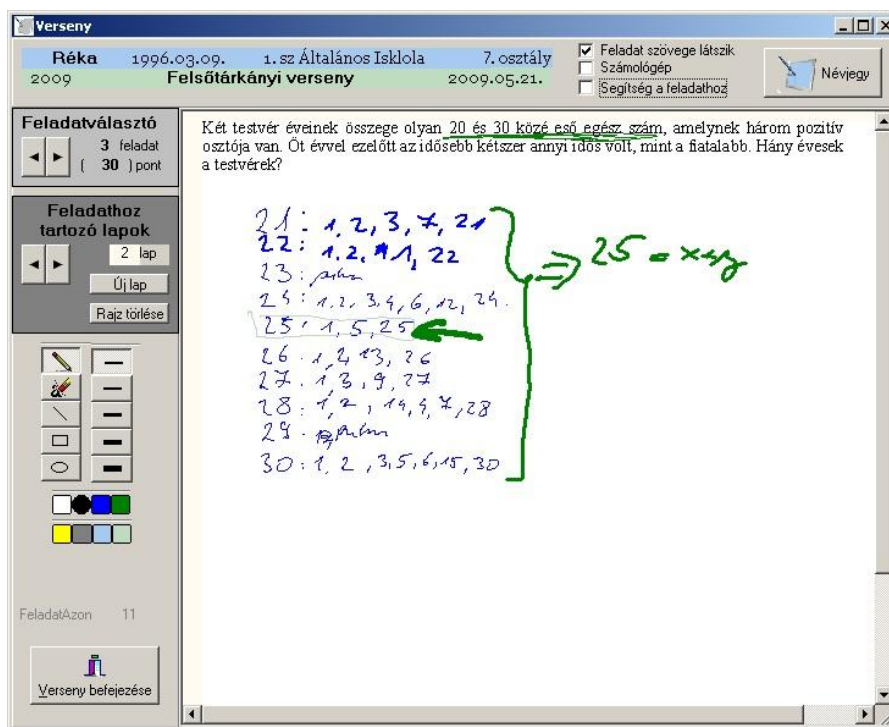 Verseny
Réka 1996.03.09. 1.sz Általános Isklola 7. osztály
2009 Felsőtárkányi verseny 2009.05.21.
Feladat szövege látszik
Számológép
Segítség a feladathoz
Névjegy
Feladatválasztó
3 feladat
( 30 ) pont
Feladathoz
tartozó lapok
2 lap
Új lap
Rajz törlése
FeladatAzon 11
Verseny befejezése
Két testvér éveinek összege olyan 20 és 30 közé eső egész szám, amelynek három pozitív
osztója van. Öt évvel ezelőtt az idősebb kétszer annyi idős volt, mint a fiatalabb. Hány évesek
a testvérek?
21: 1, 2, 3, 7, 21
22: 1, 2, 11, 22
23: prím
24: 1, 2, 3, 4, 6, 12, 24.
25: 1, 5, 25
26. 1, 2, 13, 26
27. 1, 3, 9, 27
28: 1, 2, 14, 4, 7, 28
29. prím
30: 1, 2, 3, 5, 6, 15, 30
⇒ 25 = x+y